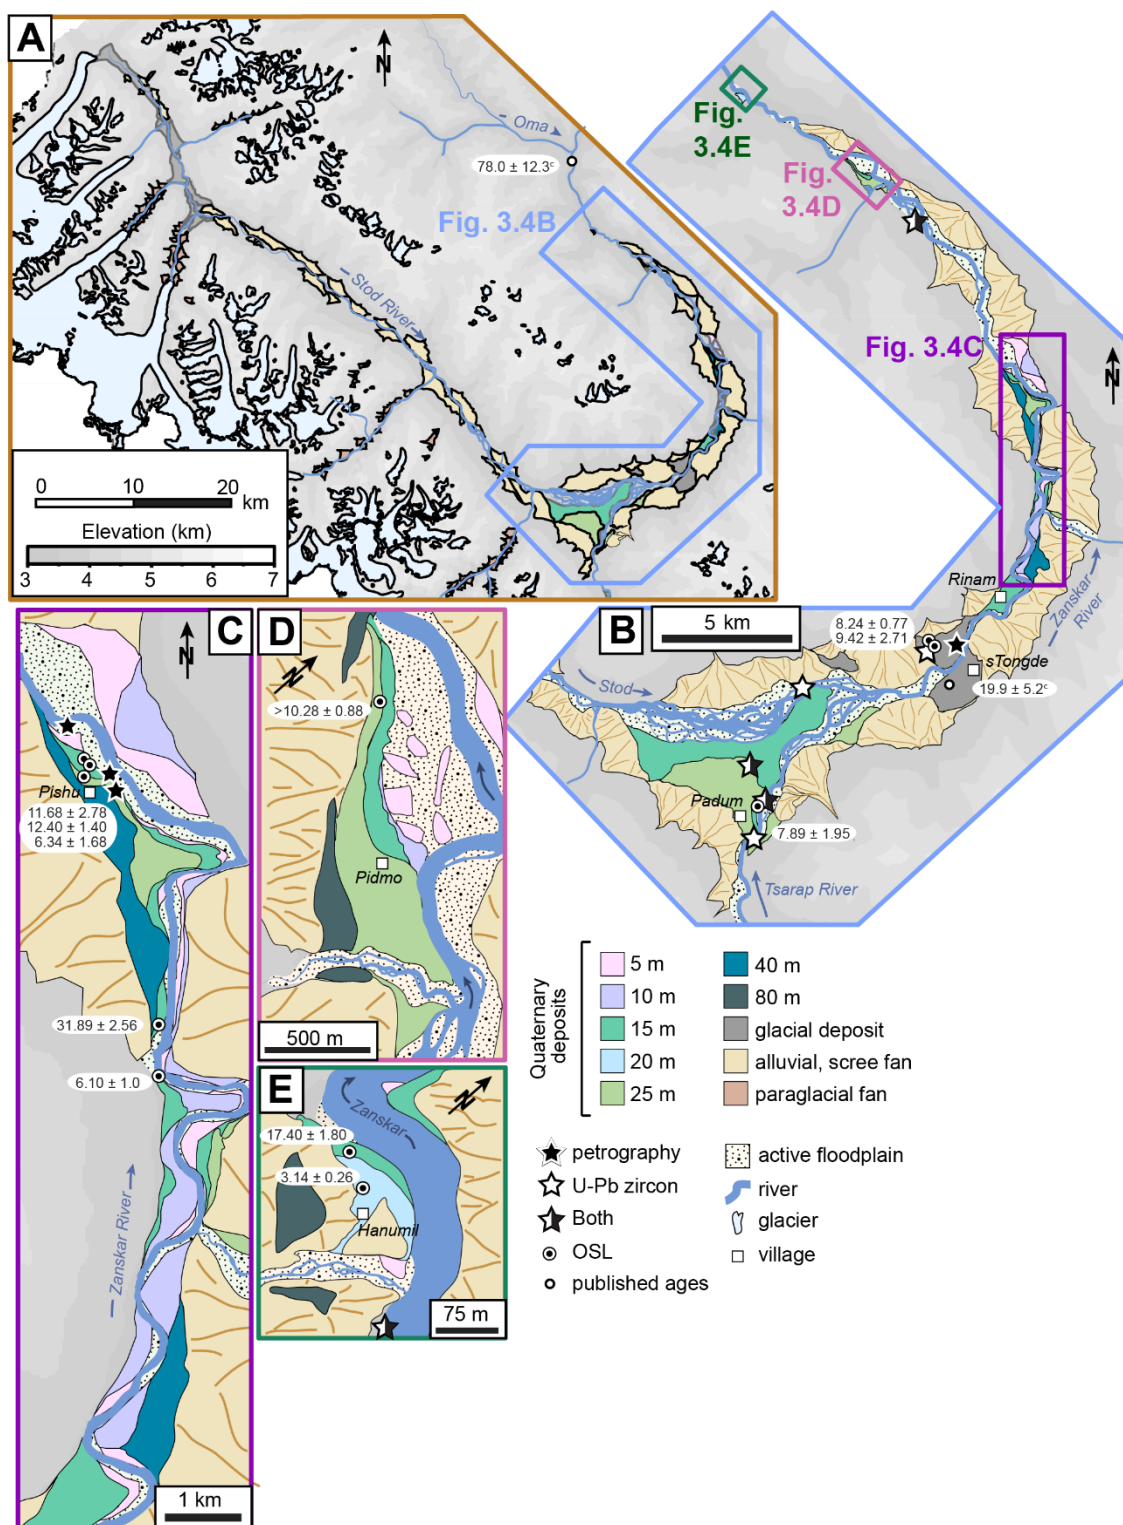 A
N
Oma
78.0 ± 12.3ᶜ
Fig. 3.4B
Stod River
0 10 20 km
Elevation (km)
3 4 5 6 7
Fig.
3.4E
Fig.
3.4D
Fig. 3.4C
N
Rinam
Zanskar
River
B
5 km
8.24 ± 0.77
9.42 ± 2.71
sTongde
19.9 ± 5.2ᶜ
Stod
Padum
7.89 ± 1.95
Tsarap River
C
N
Pishu
11.68 ± 2.78
12.40 ± 1.40
6.34 ± 1.68
31.89 ± 2.56
6.10 ± 1.0
Zanskar River
1 km
D
N
>10.28 ± 0.88
Pidmo
500 m
E
N
Zanskar
17.40 ± 1.80
3.14 ± 0.26
Hanumil
75 m
Quaternary
deposits
5 m
10 m
15 m
20 m
25 m
40 m
80 m
glacial deposit
alluvial, scree fan
paraglacial fan
petrography
U-Pb zircon
Both
OSL
published ages
active floodplain
river
glacier
village